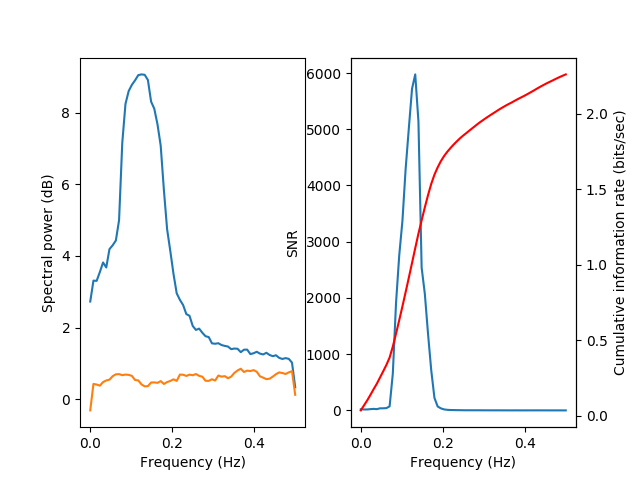 8
6
4
2
0
0.0 0.2 0.4
Frequency (Hz)
Spectral power (dB)
6000
5000
4000
3000
2000
1000
0
SNR
0.0 0.2 0.4
Frequency (Hz)
2.0
1.5
1.0
0.5
0.0
Cumulative information rate (bits/sec)